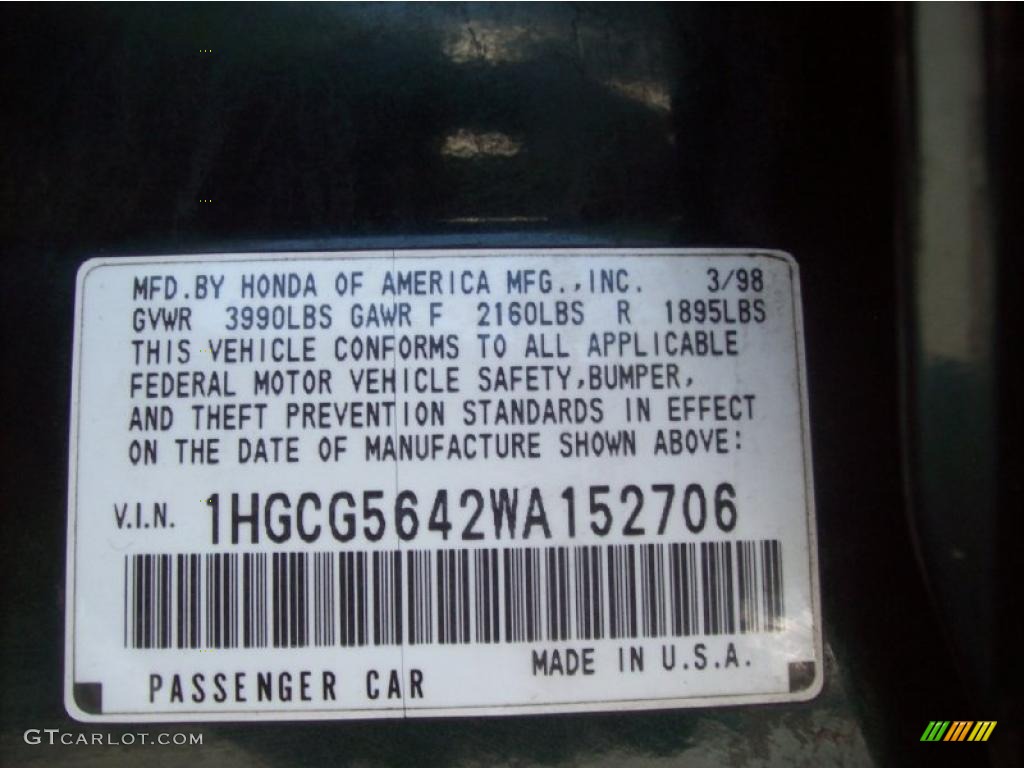 MFD.BY HONDA OF AMERICA MFG.,INC. 3/98
GVWR 3990LBS GAWR F 2160LBS R 1895LBS
THIS VEHICLE CONFORMS TO ALL APPLICABLE
FEDERAL MOTOR VEHICLE SAFETY,BUMPER,
AND THEFT PREVENTION STANDARDS IN EFFECT
ON THE DATE OF MANUFACTURE SHOWN ABOVE:
V.I.N. 1HGCG5642WA152706
MADE IN U.S.A.
PASSENGER CAR
GTCARLOT.COM